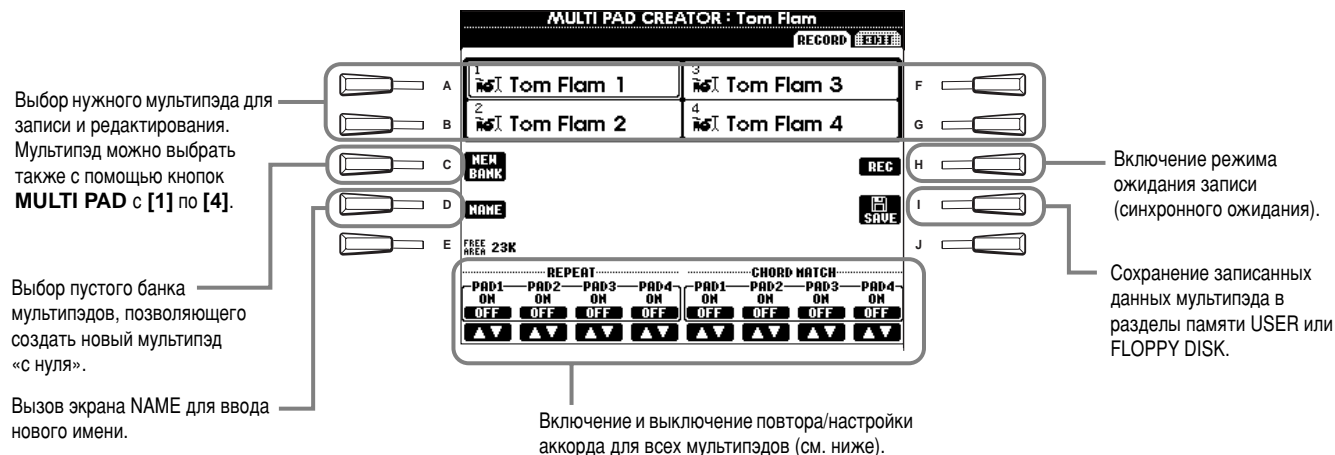 MULTI PAD CREATOR : Tom Flam
RECORD EDIT
A
1
Tom Flam 1
3
Tom Flam 3
F
B
2
Tom Flam 2
4
Tom Flam 4
G
C
NEW
BANK
REC
H
D
NAME
SAVE
I
E
FREE
AREA 23K
J
REPEAT
CHORD MATCH
PAD1 PAD2 PAD3 PAD4 PAD1 PAD2 PAD3 PAD4
ON ON ON ON ON ON ON ON
OFF OFF OFF OFF OFF OFF OFF OFF
Выбор нужного мультипэда для
записи и редактирования.
Мультипэд можно выбрать
также с помощью кнопок
MULTI PAD с [1] по [4].
Выбор пустого банка
мультипэдов, позволяющего
создать новый мультипэд
«с нуля».
Вызов экрана NAME для ввода
нового имени.
Включение режима
ожидания записи
(синхронного ожидания).
Сохранение записанных
данных мультипэда в
разделы памяти USER или
FLOPPY DISK.
Включение и выключение повтора/настройки
аккорда для всех мультипэдов (см. ниже).